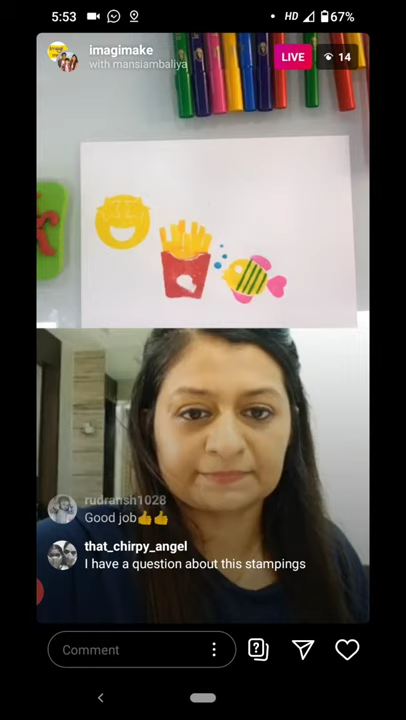 5:53
HD
67%
imagimake
with mansiambaliya
LIVE
14
rudransh1028
Good job👍👍
that_chirpy_angel
I have a question about this stampings
Comment